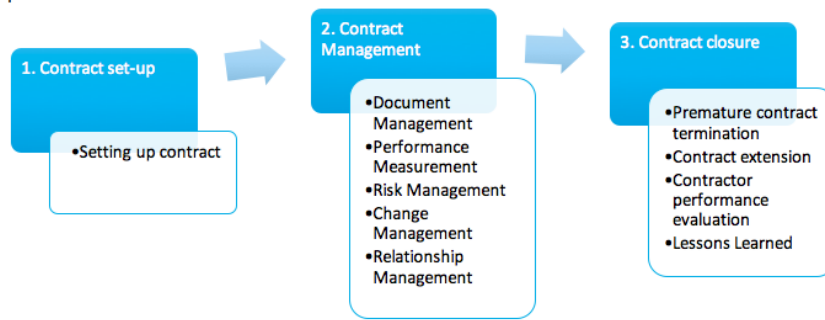 1. Contract set-up
•Setting up contract
2. Contract
Management
•Document
Management
•Performance
Measurement
•Risk Management
•Change
Management
•Relationship
Management
3. Contract closure
•Premature contract
termination
•Contract extension
•Contractor
performance
evaluation
•Lessons Learned